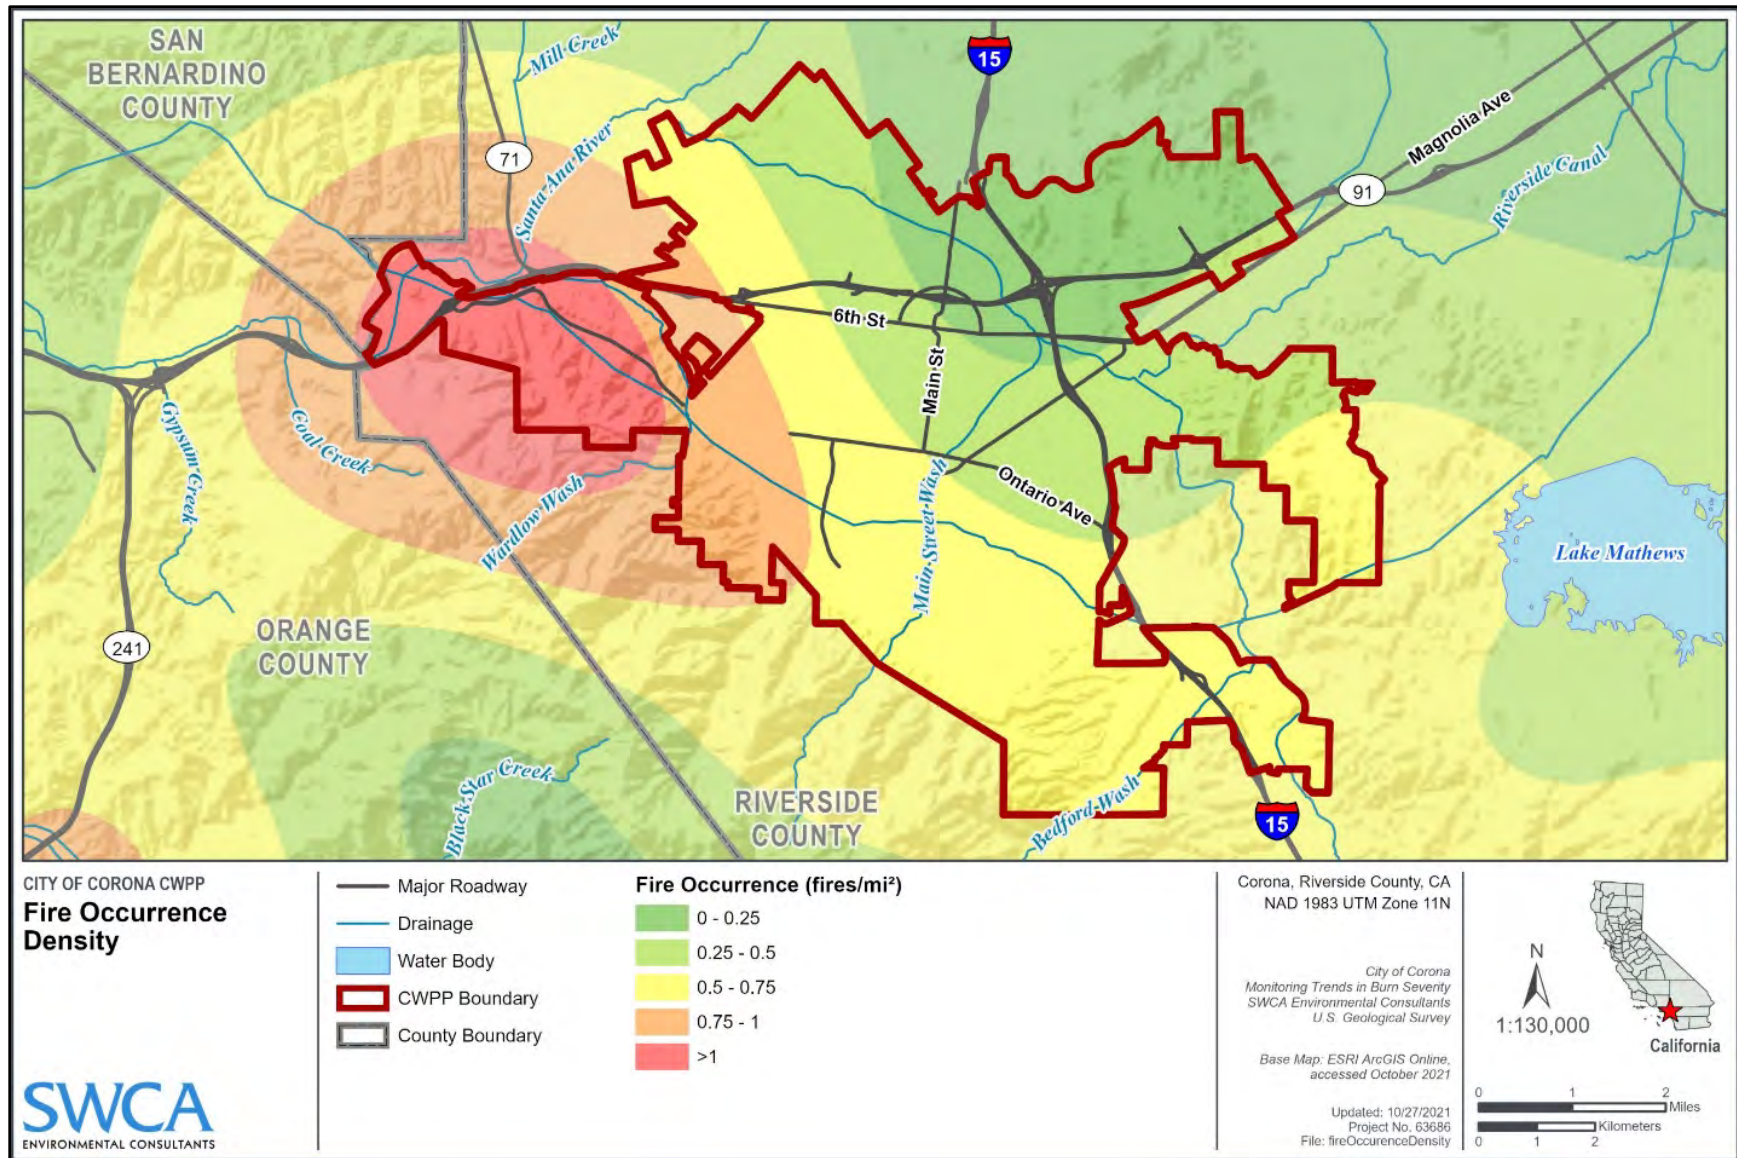 SAN
BERNARDINO
COUNTY
Mill Creek
15
71
Santa Ana River
Magnolia Ave
91
Riverside Canal
6th St
Main St
Gypsum Creek
Coal Creek
Wardlow Wash
Main Street Wash
Ontario Ave
Lake Mathews
241
ORANGE
COUNTY
Black Star Creek
RIVERSIDE
COUNTY
Bedford Wash
15
CITY OF CORONA CWPP
Fire Occurrence
Density
SWCA
ENVIRONMENTAL CONSULTANTS
Major Roadway
Drainage
Water Body
CWPP Boundary
County Boundary
Fire Occurrence (fires/mi²)
0 - 0.25
0.25 - 0.5
0.5 - 0.75
0.75 - 1
>1
Corona, Riverside County, CA
NAD 1983 UTM Zone 11N
City of Corona
Monitoring Trends in Burn Severity
SWCA Environmental Consultants
U.S. Geological Survey
Base Map: ESRI ArcGIS Online,
accessed October 2021
Updated: 10/27/2021
Project No. 63686
File: fireOccurenceDensity
N
1:130,000
California
0 1 2
Miles
Kilometers
0 1 2